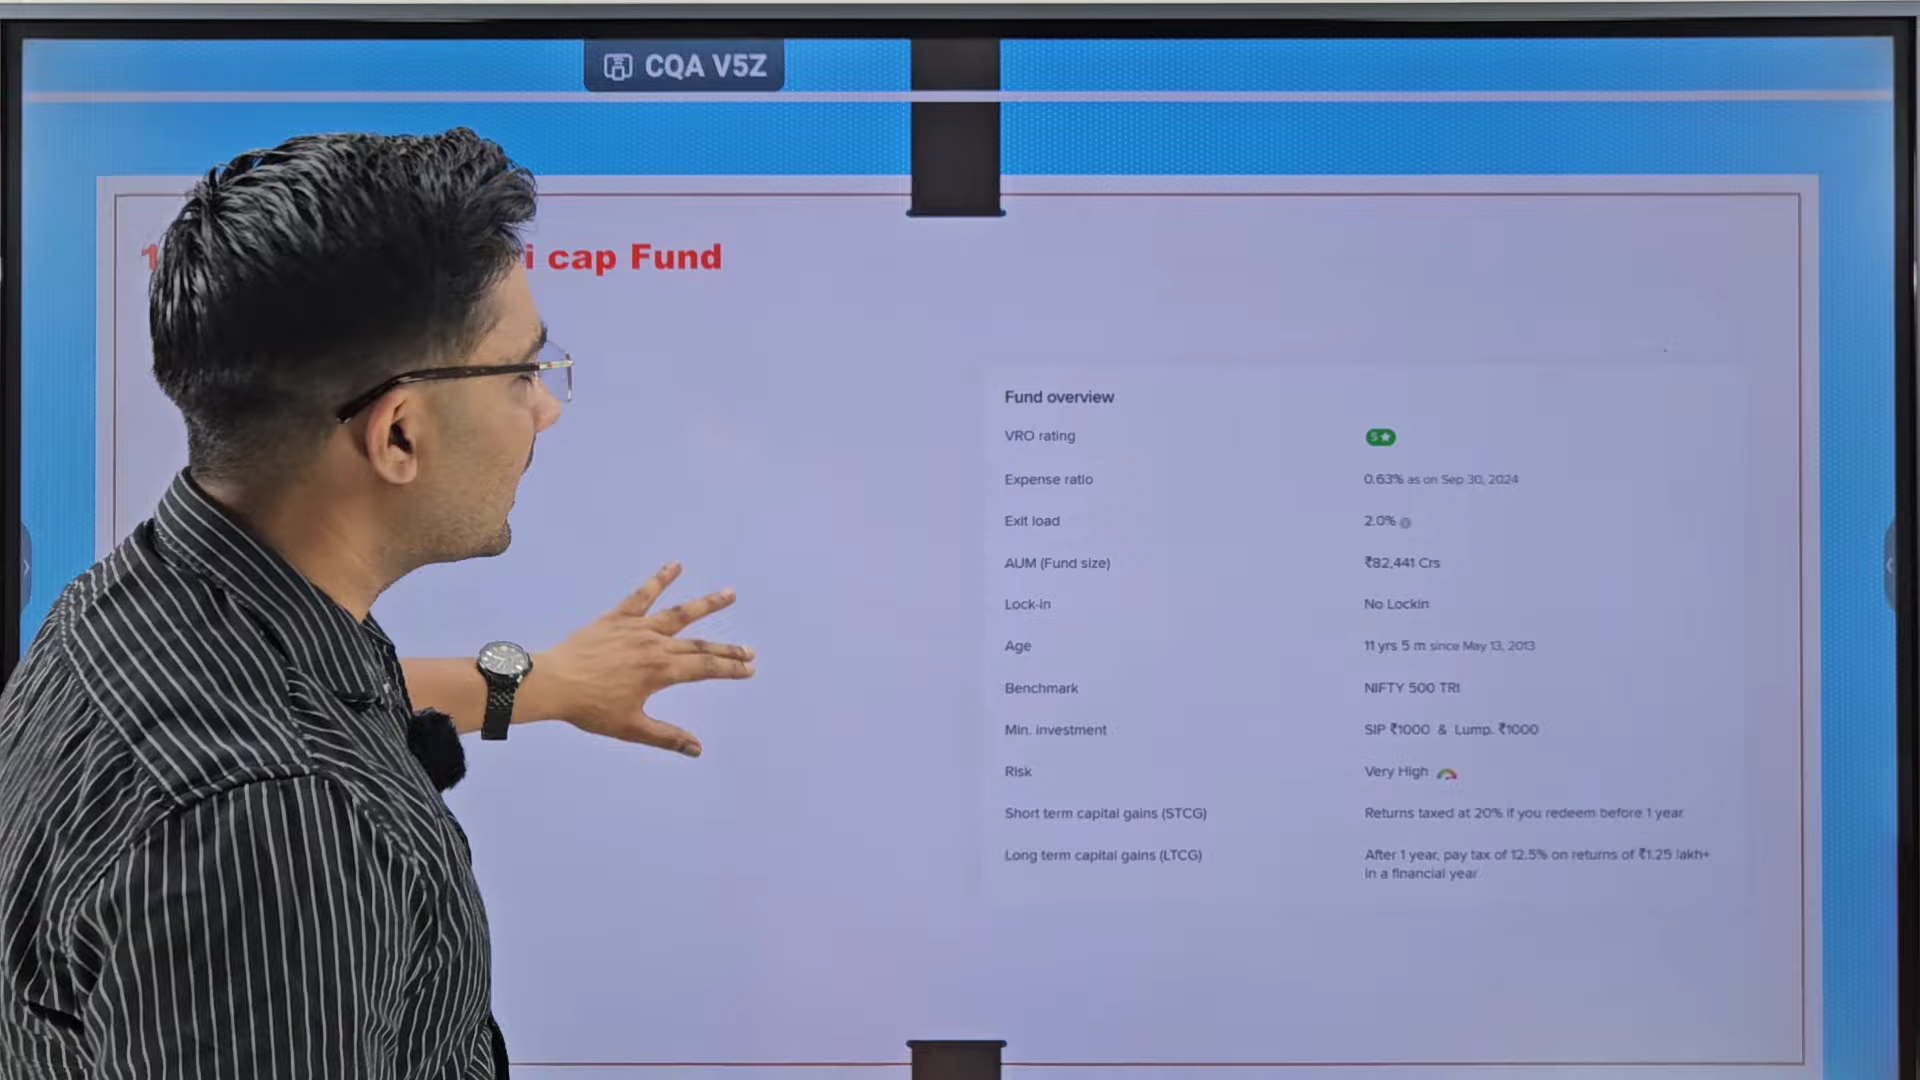 CQA V5Z
i cap Fund
Fund overview
VRO rating 5★
Expense ratio 0.63% as on Sep 30, 2024
Exit load 2.0%
AUM (Fund size) ₹82,441 Crs
Lock-in No Lockin
Age 11 yrs 5 m since May 13, 2013
Benchmark NIFTY 500 TRI
Min. investment SIP ₹1000 & Lump. ₹1000
Risk Very High
Short term capital gains (STCG) Returns taxed at 20% if you redeem before 1 year
Long term capital gains (LTCG) After 1 year, pay tax of 12.5% on returns of ₹1.25 lakh+
in a financial year